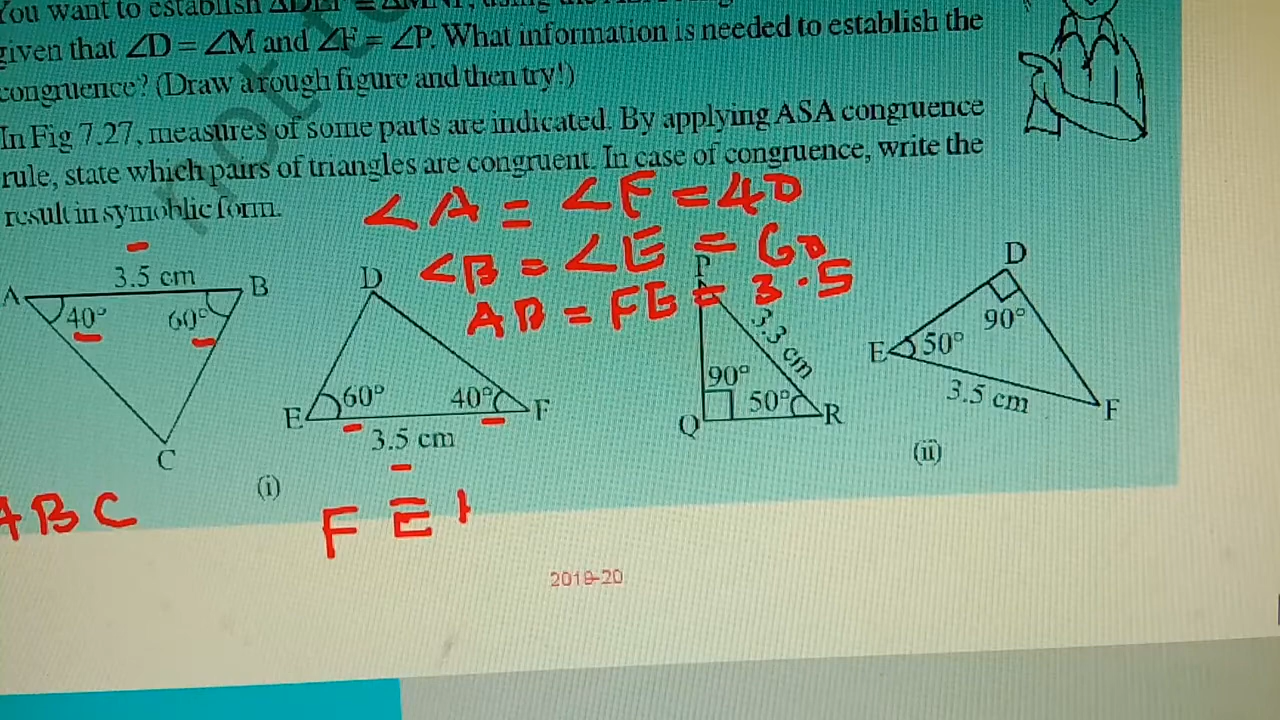 You want to establish
given that ∠D = ∠M and ∠F = ∠P. What information is needed to establish the
congruence? (Draw a rough figure and then try!)
In Fig 7.27, measures of some parts are indicated. By applying ASA congruence
rule, state which pairs of triangles are congruent. In case of congruence, write the
result in symoblic form.
∠A = ∠F = 40
∠B = ∠E = 60
AB = FE = 3.5
A 3.5 cm B
40° 60°
C
D
E 60° 40° F
3.5 cm
(i)
P
3.3 cm
90° 50°
Q R
D
90°
E 50°
3.5 cm F
(ii)
ABC
FE
2019-20